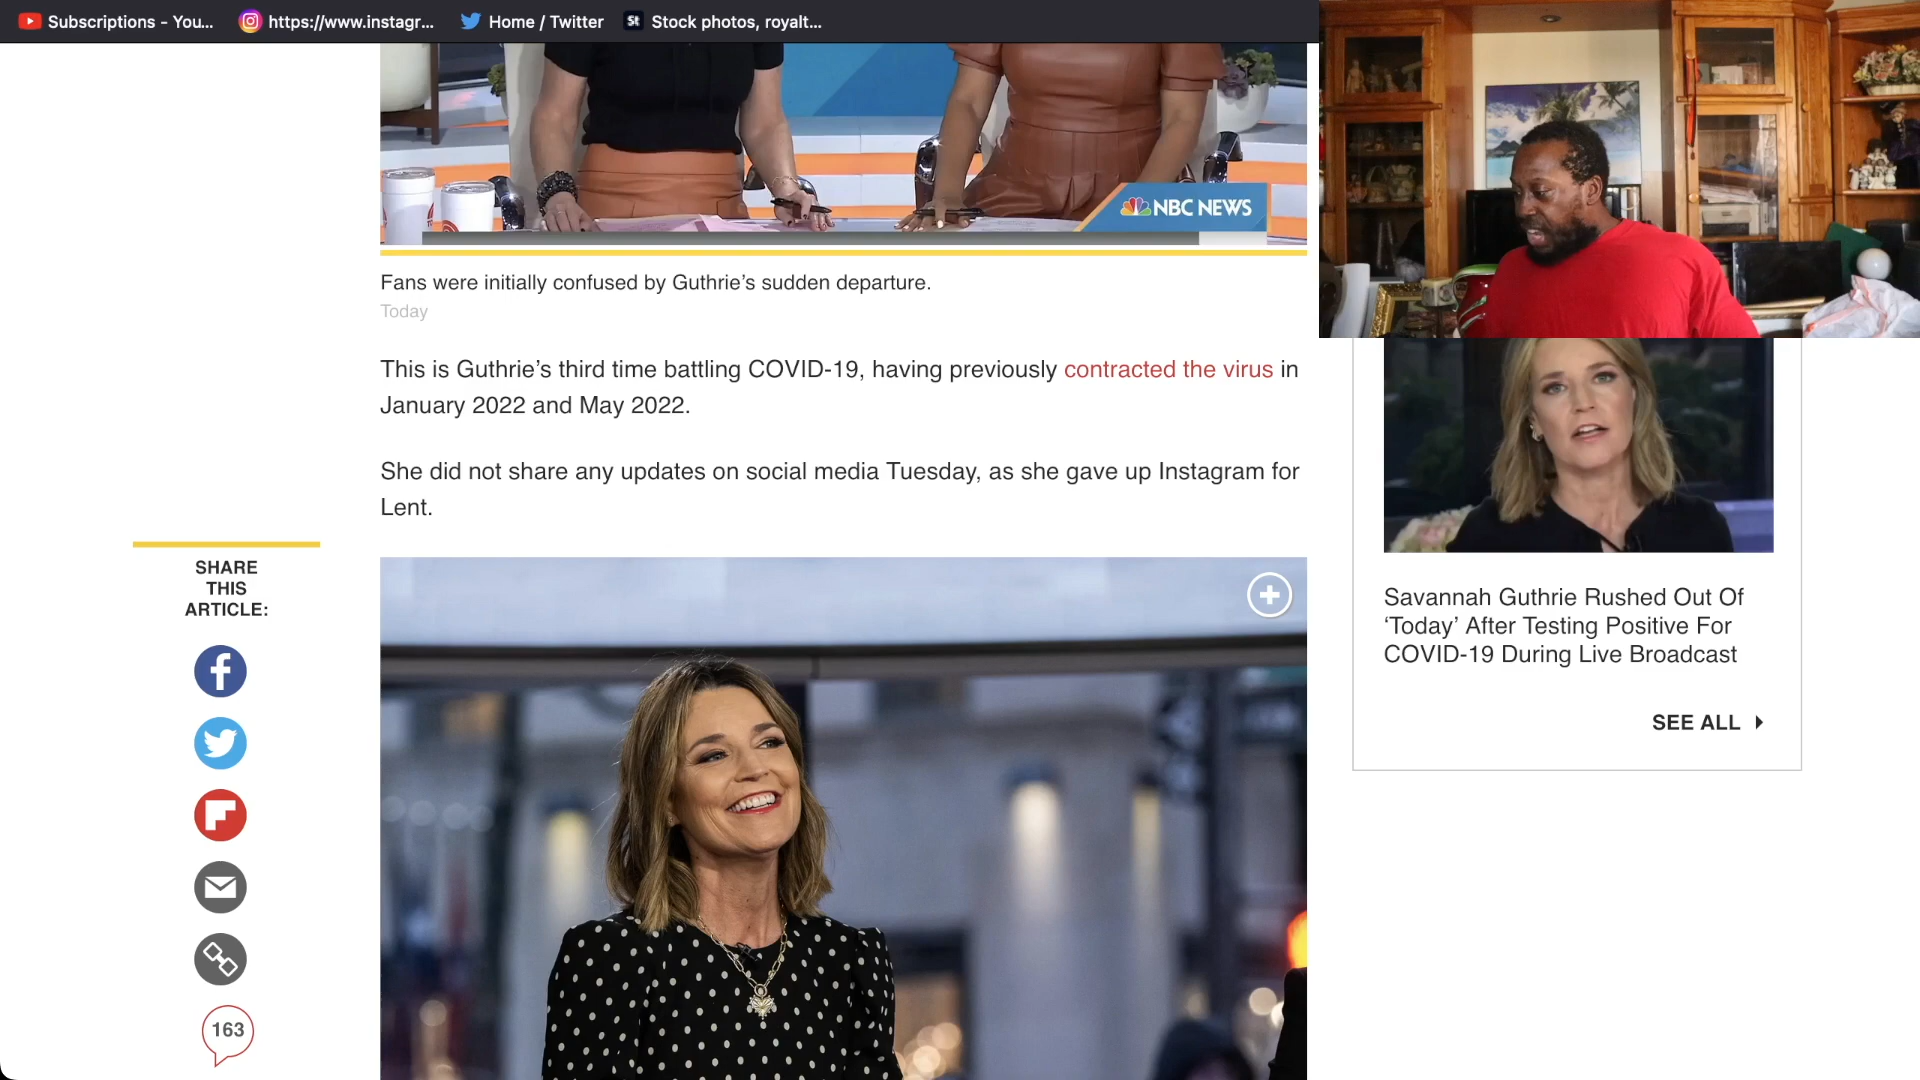 Subscriptions - You...
https://www.instagr...
Home / Twitter
St
Stock photos, royalt...
NBC NEWS
Fans were initially confused by Guthrie's sudden departure.
Today
This is Guthrie's third time battling COVID-19, having previously contracted the virus in
January 2022 and May 2022.
She did not share any updates on social media Tuesday, as she gave up Instagram for
Lent.
SHARE
THIS
ARTICLE:
163
Savannah Guthrie Rushed Out Of
‘Today’ After Testing Positive For
COVID-19 During Live Broadcast
SEE ALL